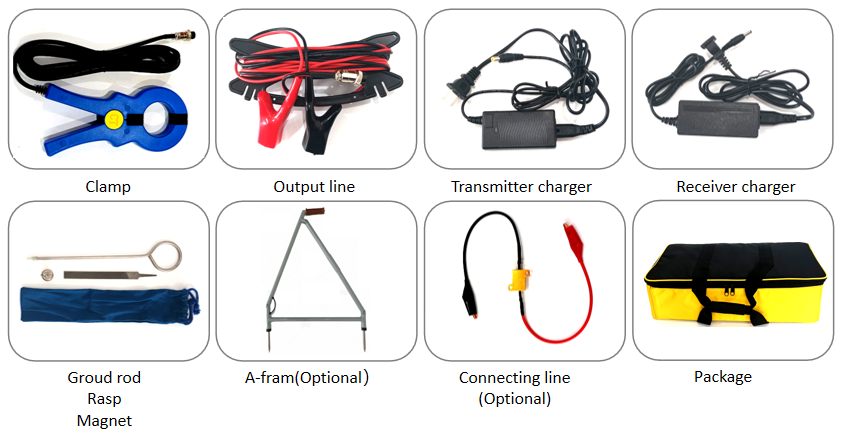 Clamp
Output line
Transmitter charger
Receiver charger
Groud rod
Rasp
Magnet
A-fram(Optional）
Connecting line
(Optional)
Package